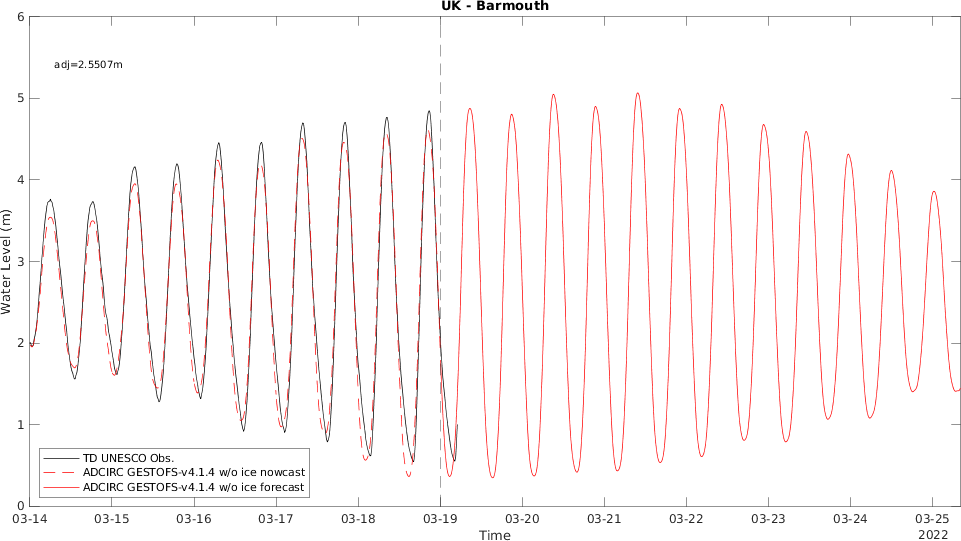 UK - Barmouth
adj=2.5507m
Water Level (m)
6
5
4
3
2
1
0
TD UNESCO Obs.
ADCIRC GESTOFS-v4.1.4 w/o ice nowcast
ADCIRC GESTOFS-v4.1.4 w/o ice forecast
03-14 03-15 03-16 03-17 03-18 03-19 03-20 03-21 03-22 03-23 03-24 03-25
2022
Time